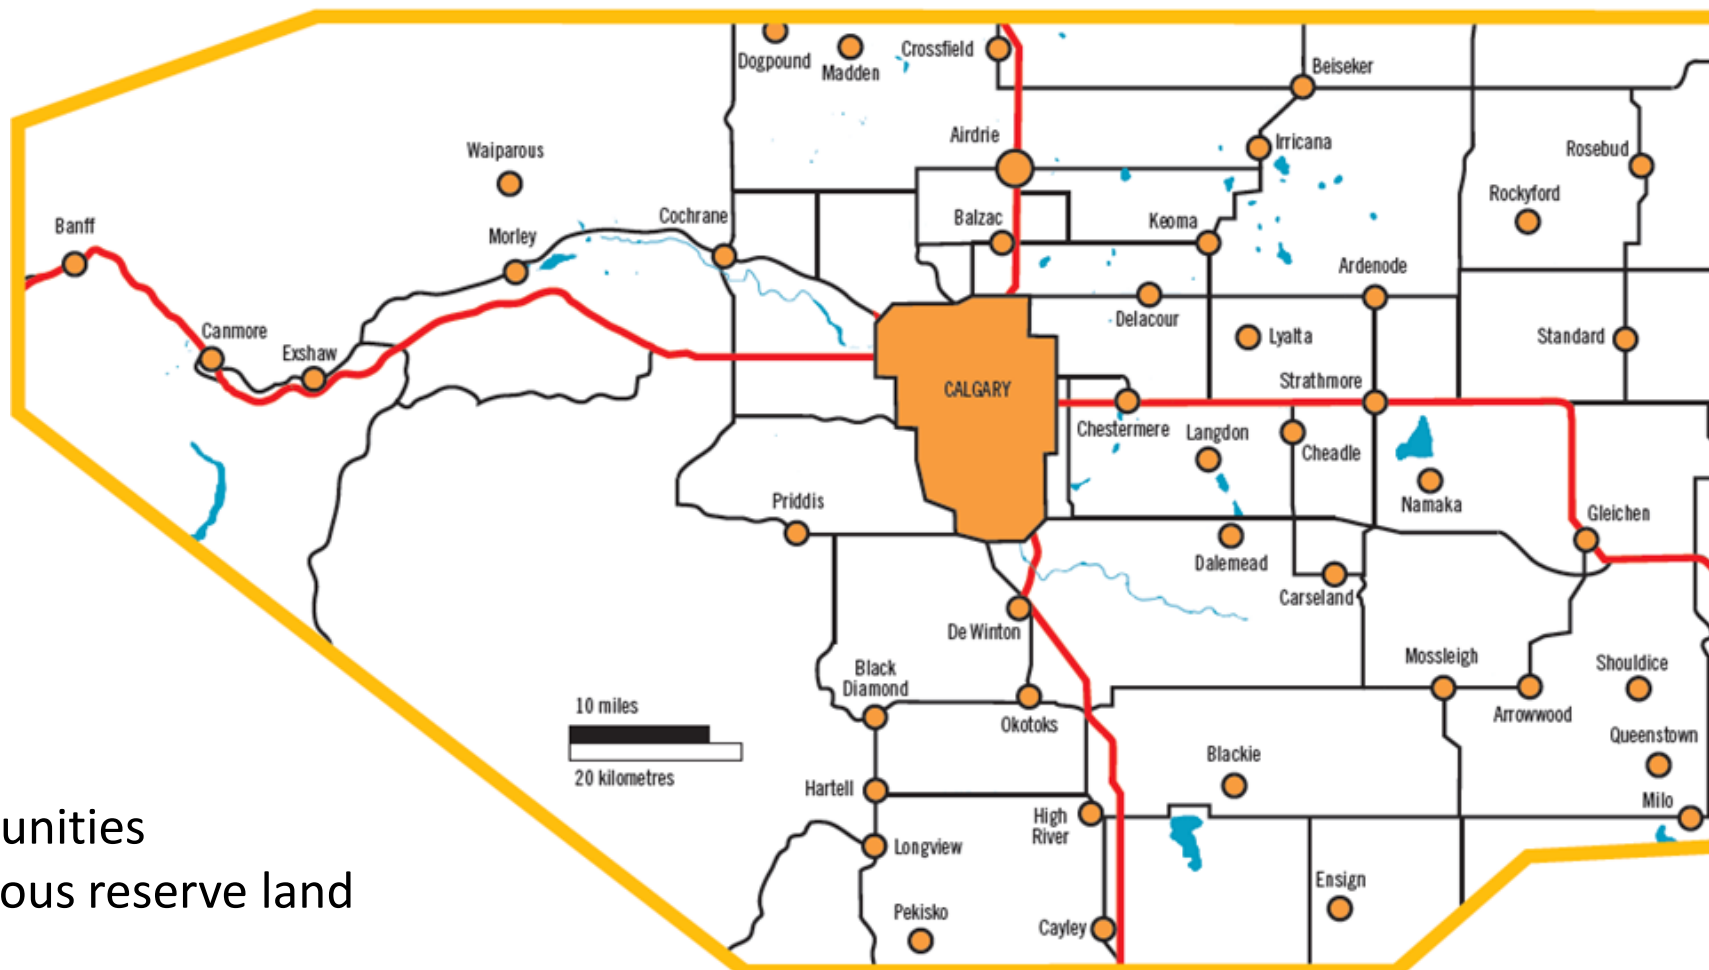 Dogpound
Madden
Crossfield
Beiseker
Airdrie
Irricana
Rosebud
Waiparous
Rockyford
Banff
Morley
Cochrane
Balzac
Keoma
Ardenode
Canmore
Exshaw
Delacour
Lyalta
Standard
CALGARY
Strathmore
Chestermere
Langdon
Cheadle
Namaka
Priddis
Gleichen
Dalemead
Carseland
De Winton
Black
Diamond
Mossleigh
Shouldice
10 miles
Okotoks
Arrowwood
Queenstown
20 kilometres
Blackie
Hartell
Milo
High
River
unities
Longview
ous reserve land
Ensign
Pekisko
Cayley